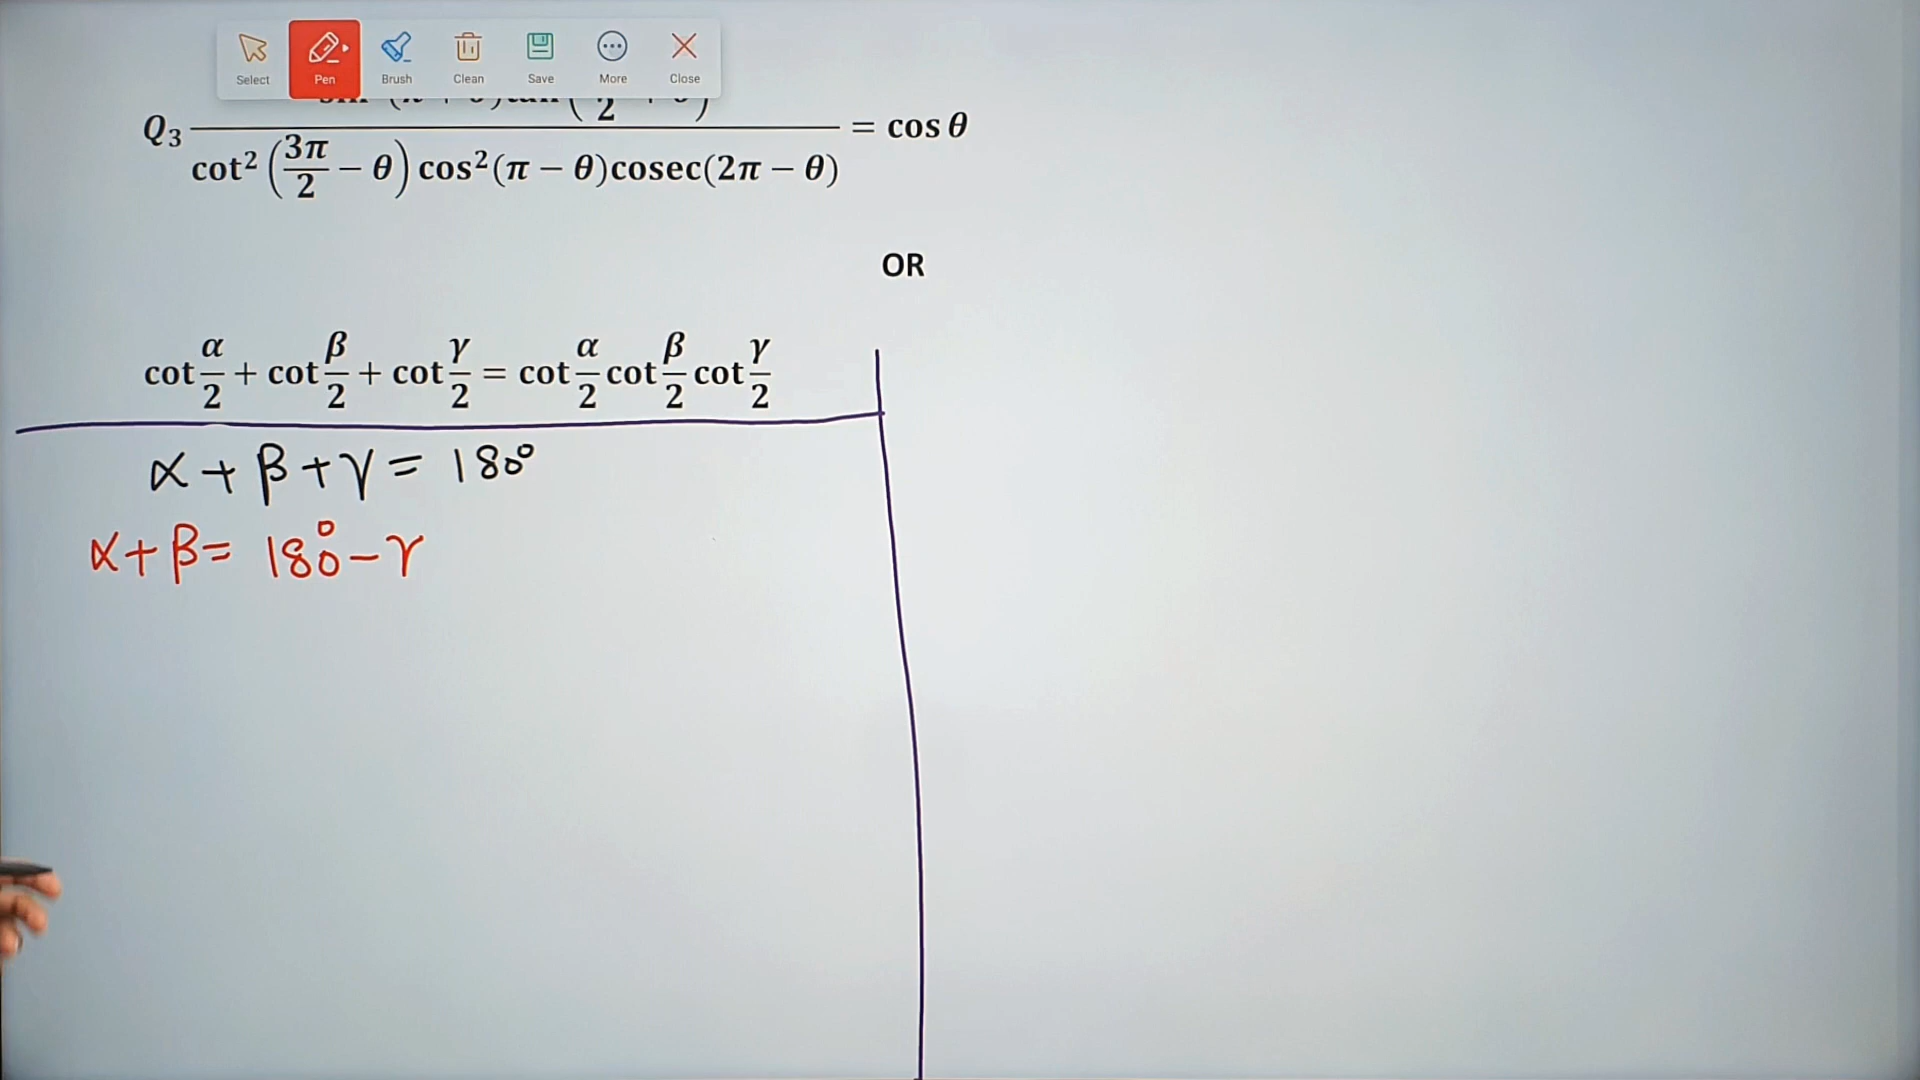 Select Pen Brush Clean Save More Close
Q₃ 2
cot² (3π/2 − θ) cos²(π − θ)cosec(2π − θ) = cos θ
OR
cot α/2 + cot β/2 + cot γ/2 = cot α/2 cot β/2 cot γ/2
α + β + γ = 180°
α + β = 180° − γ